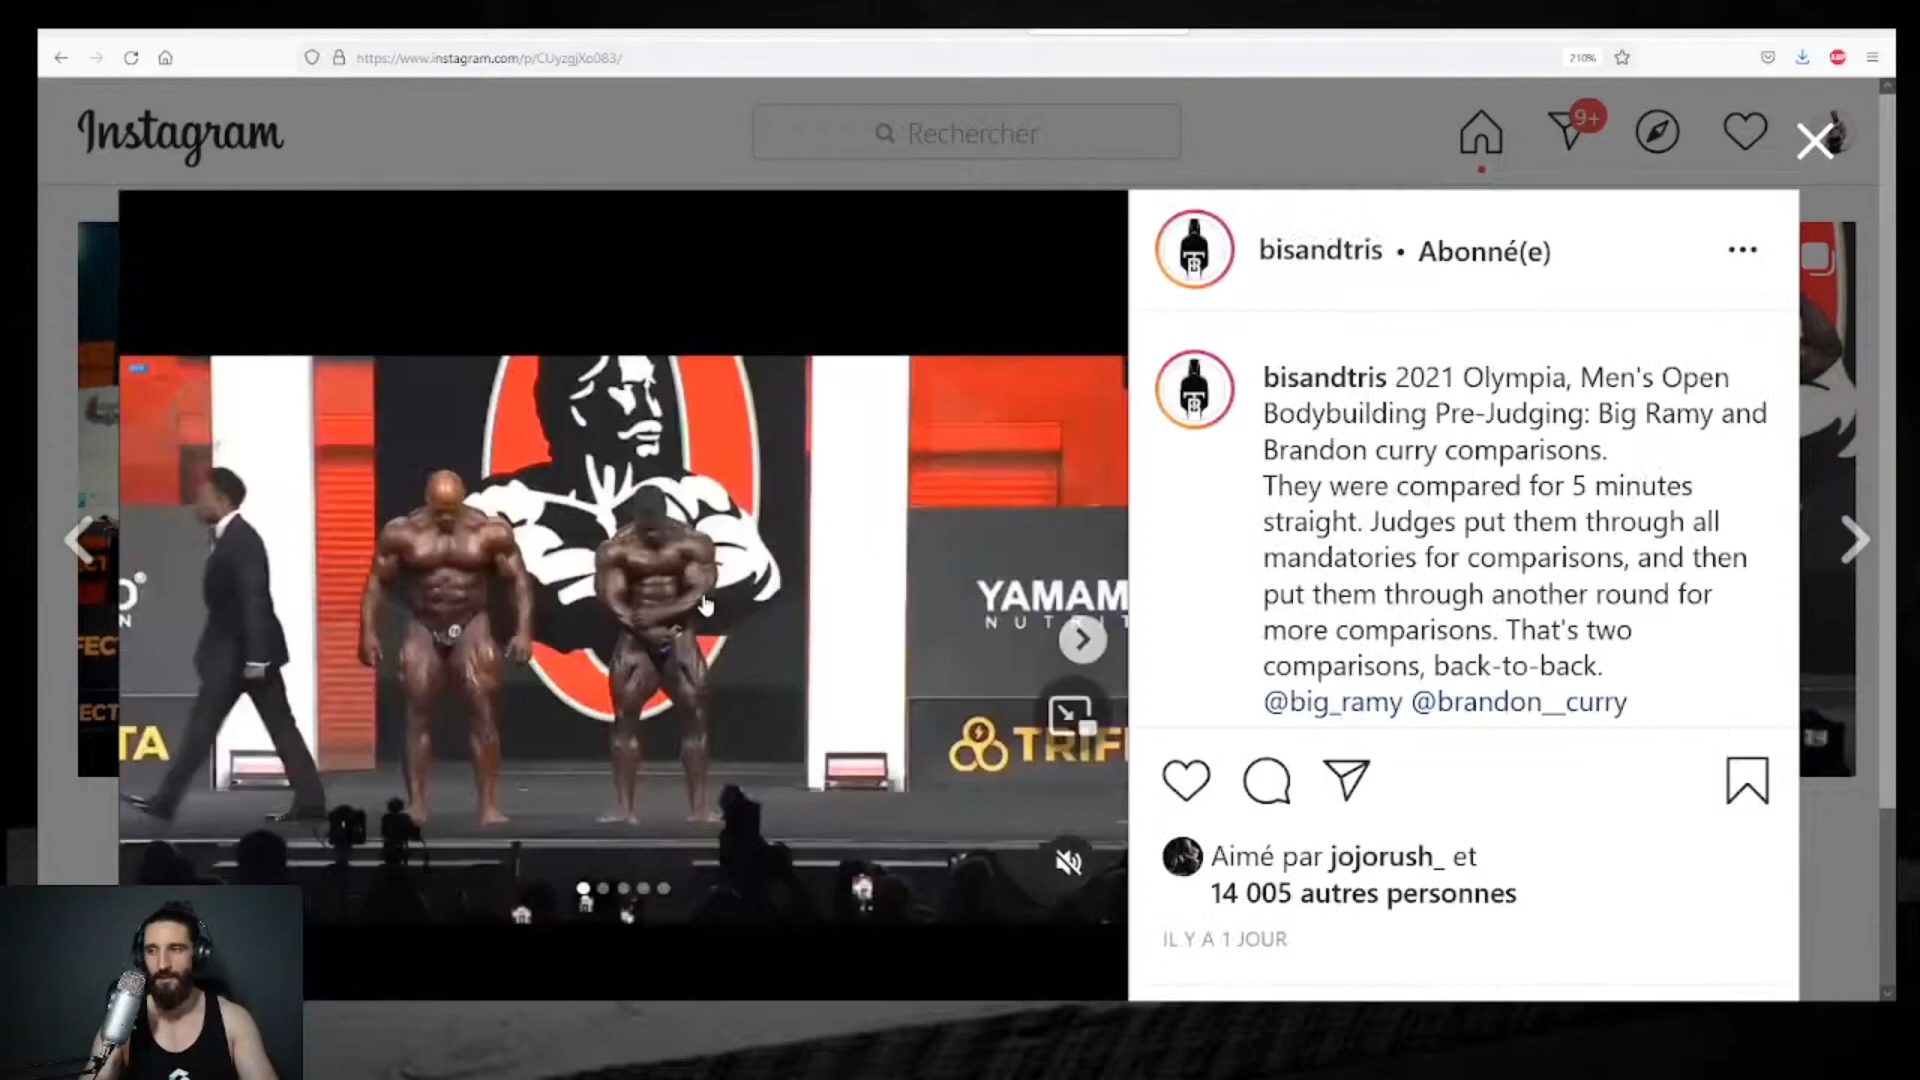 https://www.instagram.com/p/CUyzgjXo083/
210%
Instagram
Rechercher
9+
bisandtris • Abonné(e)
bisandtris 2021 Olympia, Men's Open
Bodybuilding Pre-Judging: Big Ramy and
Brandon curry comparisons.
They were compared for 5 minutes
straight. Judges put them through all
mandatories for comparisons, and then
put them through another round for
more comparisons. That's two
comparisons, back-to-back.
@big_ramy @brandon__curry
YAMAM
NUTRIT
TRIF
TA
Aimé par jojorush_ et
14 005 autres personnes
IL Y A 1 JOUR